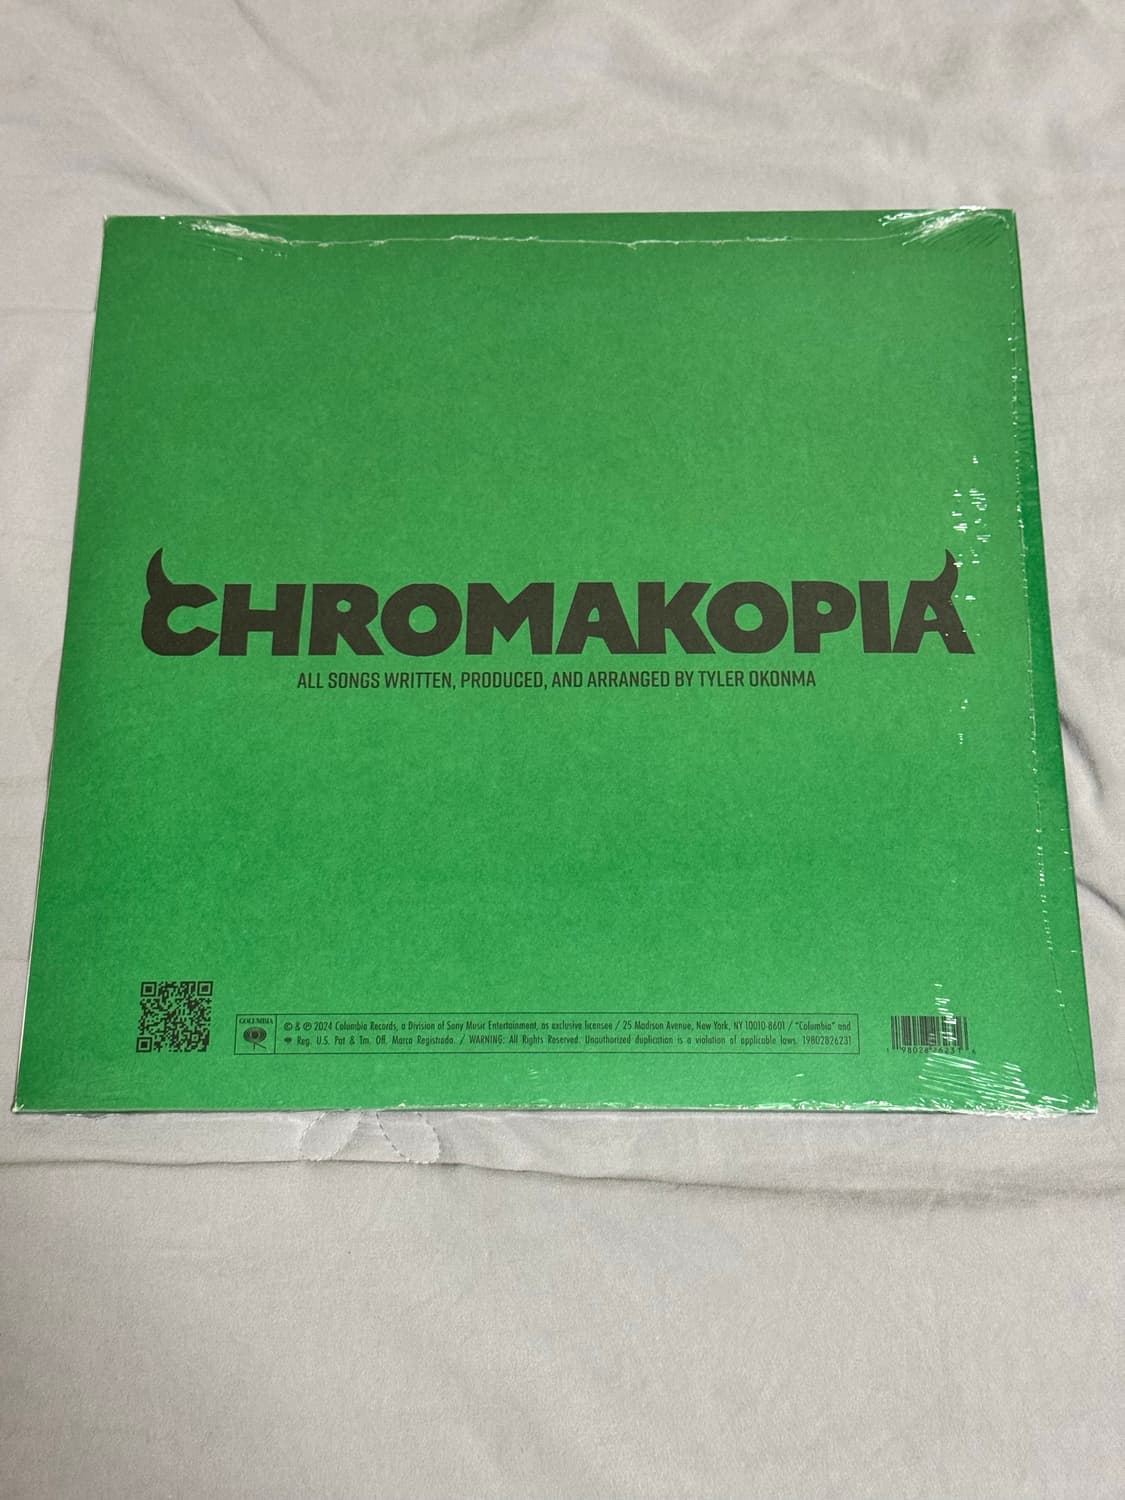 CHROMAKOPIA
ALL SONGS WRITTEN, PRODUCED, AND ARRANGED BY TYLER OKONMA
COLUMBIA
© & ℗ 2024 Columbia Records, a Division of Sony Music Entertainment, as exclusive licensee / 25 Madison Avenue, New York, NY 10010-8601 / "Columbia" and
Reg. U.S. Pat & Tm. Off. Marca Registrada. / WARNING: All Rights Reserved. Unauthorized duplication is a violation of applicable laws. 19802826231